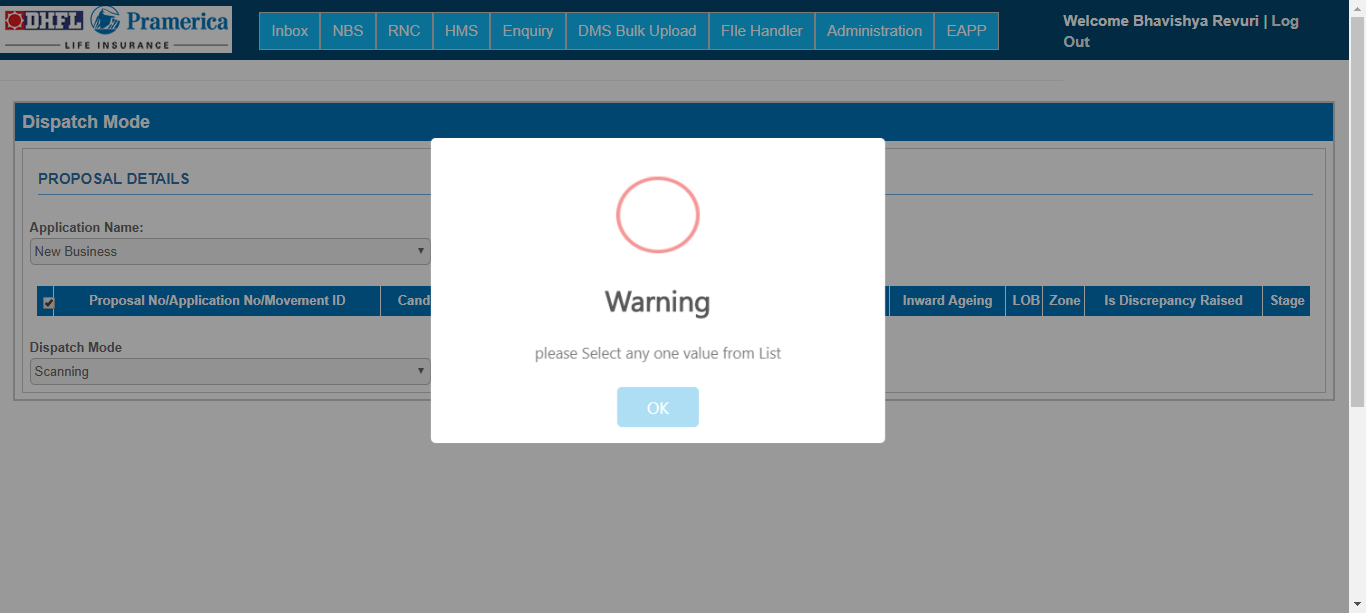 DHFL Pramerica
LIFE INSURANCE
Inbox NBS RNC HMS Enquiry DMS Bulk Upload FIle Handler Administration EAPP
Welcome Bhavishya Revuri | Log
Out
Dispatch Mode
PROPOSAL DETAILS
Application Name:
New Business
Proposal No/Application No/Movement ID Cand Inward Ageing LOB Zone Is Discrepancy Raised Stage
Dispatch Mode
Scanning
Warning
please Select any one value from List
OK